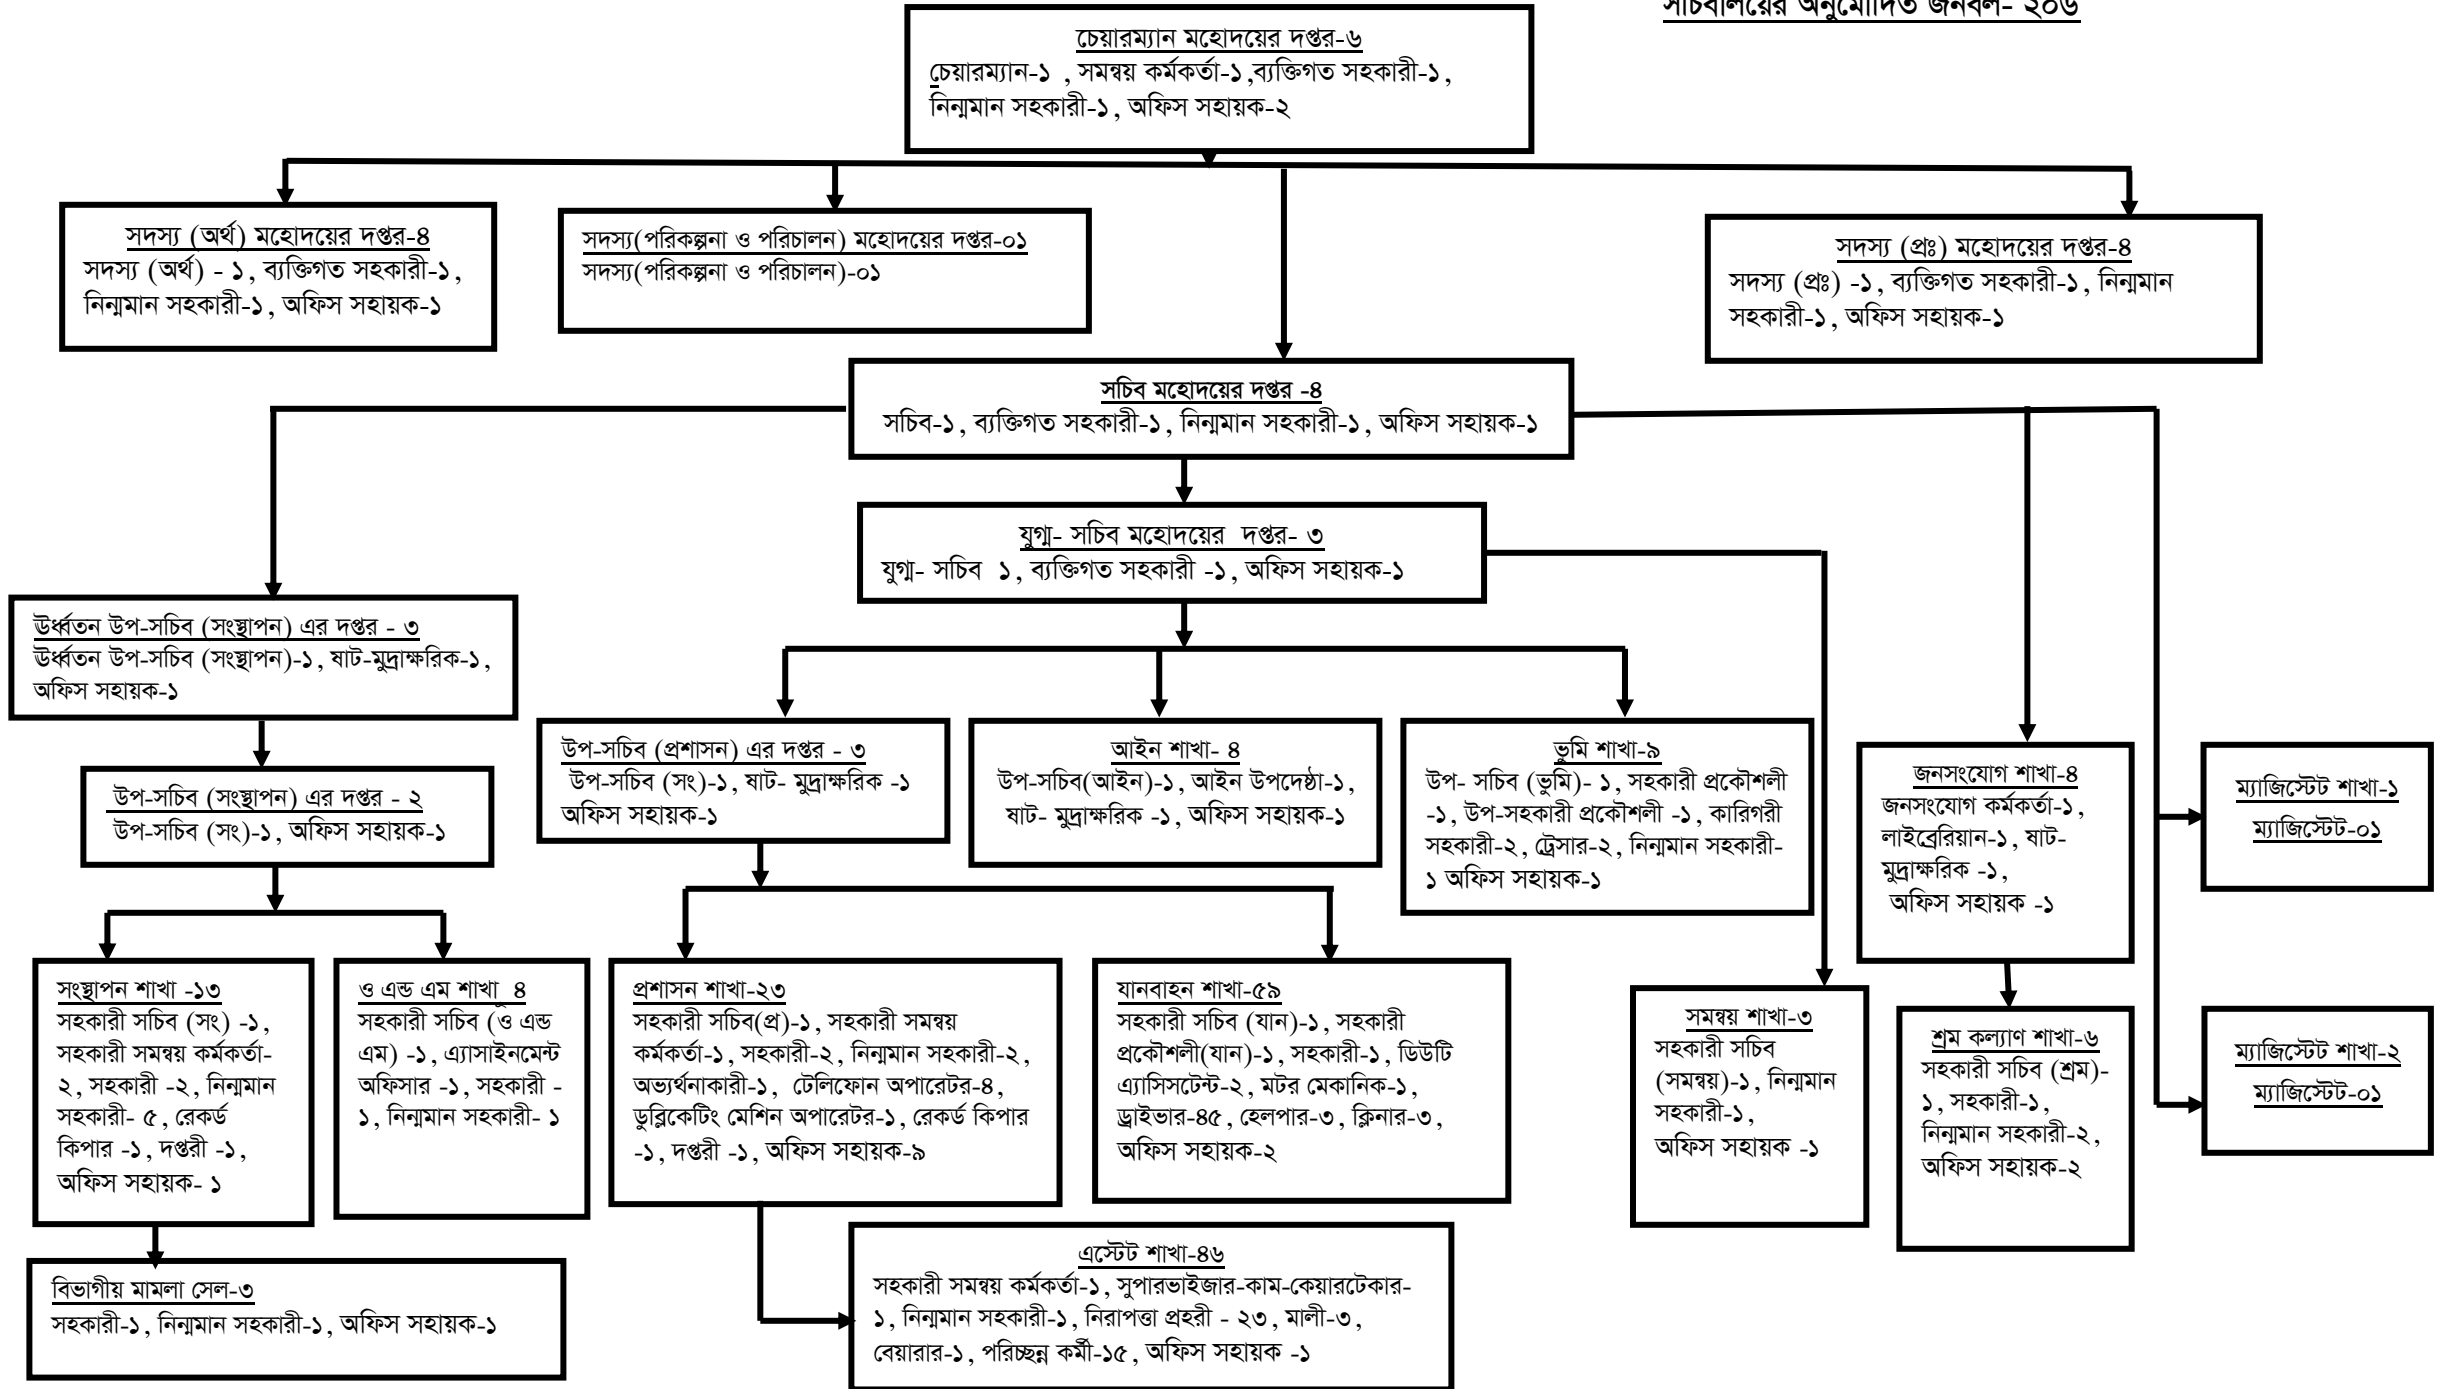 সচিবালয়ের অনুমোদিত জনবল- ২০৬
চেয়ারম্যান মহোদয়ের দপ্তর-৬
চেয়ারম্যান-১ , সমন্বয় কর্মকর্তা-১,ব্যক্তিগত সহকারী-১,
নিন্মমান সহকারী-১, অফিস সহায়ক-২
সদস্য (অর্থ) মহোদয়ের দপ্তর-৪
সদস্য (অর্থ) - ১, ব্যক্তিগত সহকারী-১,
নিন্মমান সহকারী-১, অফিস সহায়ক-১
সদস্য(পরিকল্পনা ও পরিচালন) মহোদয়ের দপ্তর-০১
সদস্য(পরিকল্পনা ও পরিচালন)-০১
সদস্য (প্রঃ) মহোদয়ের দপ্তর-৪
সদস্য (প্রঃ) -১, ব্যক্তিগত সহকারী-১, নিন্মমান
সহকারী-১, অফিস সহায়ক-১
সচিব মহোদয়ের দপ্তর -৪
সচিব-১, ব্যক্তিগত সহকারী-১, নিন্মমান সহকারী-১, অফিস সহায়ক-১
যুগ্ম- সচিব মহোদয়ের দপ্তর- ৩
যুগ্ম- সচিব ১, ব্যক্তিগত সহকারী -১, অফিস সহায়ক-১
ঊর্ধ্বতন উপ-সচিব (সংস্থাপন) এর দপ্তর - ৩
ঊর্ধ্বতন উপ-সচিব (সংস্থাপন)-১, ষাট-মুদ্রাক্ষরিক-১,
অফিস সহায়ক-১
উপ-সচিব (সংস্থাপন) এর দপ্তর - ২
উপ-সচিব (সং)-১, অফিস সহায়ক-১
উপ-সচিব (প্রশাসন) এর দপ্তর - ৩
উপ-সচিব (সং)-১, ষাট- মুদ্রাক্ষরিক -১
অফিস সহায়ক-১
আইন শাখা- ৪
উপ-সচিব(আইন)-১, আইন উপদেষ্ঠা-১,
ষাট- মুদ্রাক্ষরিক -১, অফিস সহায়ক-১
ভুমি শাখা-৯
উপ- সচিব (ভুমি)- ১, সহকারী প্রকৌশলী
-১, উপ-সহকারী প্রকৌশলী -১, কারিগরী
সহকারী-২, ট্রেসার-২, নিন্মমান সহকারী-
১ অফিস সহায়ক-১
জনসংযোগ শাখা-৪
জনসংযোগ কর্মকর্তা-১,
লাইব্রেরিয়ান-১, ষাট-
মুদ্রাক্ষরিক -১,
অফিস সহায়ক -১
ম্যাজিস্টেট শাখা-১
ম্যাজিস্টেট-০১
সংস্থাপন শাখা -১৩
সহকারী সচিব (সং) -১,
সহকারী সমন্বয় কর্মকর্তা-
২, সহকারী -২, নিন্মমান
সহকারী- ৫, রেকর্ড
কিপার -১, দপ্তরী -১,
অফিস সহায়ক- ১
ও এন্ড এম শাখা ৪
সহকারী সচিব (ও এন্ড
এম) -১, এ্যাসাইনমেন্ট
অফিসার -১, সহকারী -
১, নিন্মমান সহকারী- ১
প্রশাসন শাখা-২৩
সহকারী সচিব(প্র)-১, সহকারী সমন্বয়
কর্মকর্তা-১, সহকারী-২, নিন্মমান সহকারী-২,
অভ্যর্থনাকারী-১, টেলিফোন অপারেটর-৪,
ডুব্লিকেটিং মেশিন অপারেটর-১, রেকর্ড কিপার
-১, দপ্তরী -১, অফিস সহায়ক-৯
যানবাহন শাখা-৫৯
সহকারী সচিব (যান)-১, সহকারী
প্রকৌশলী(যান)-১, সহকারী-১, ডিউটি
এ্যাসিসটেন্ট-২, মটর মেকানিক-১,
ড্রাইভার-৪৫, হেলপার-৩, ক্লিনার-৩,
অফিস সহায়ক-২
সমন্বয় শাখা-৩
সহকারী সচিব
(সমন্বয়)-১, নিন্মমান
সহকারী-১,
অফিস সহায়ক -১
শ্রম কল্যাণ শাখা-৬
সহকারী সচিব (শ্রম)-
১, সহকারী-১,
নিন্মমান সহকারী-২,
অফিস সহায়ক-২
ম্যাজিস্টেট শাখা-২
ম্যাজিস্টেট-০১
বিভাগীয় মামলা সেল-৩
সহকারী-১, নিন্মমান সহকারী-১, অফিস সহায়ক-১
এস্টেট শাখা-৪৬
সহকারী সমন্বয় কর্মকর্তা-১, সুপারভাইজার-কাম-কেয়ারটেকার-
১, নিন্মমান সহকারী-১, নিরাপত্তা প্রহরী - ২৩, মালী-৩,
বেয়ারার-১, পরিচ্ছন্ন কর্মী-১৫, অফিস সহায়ক -১